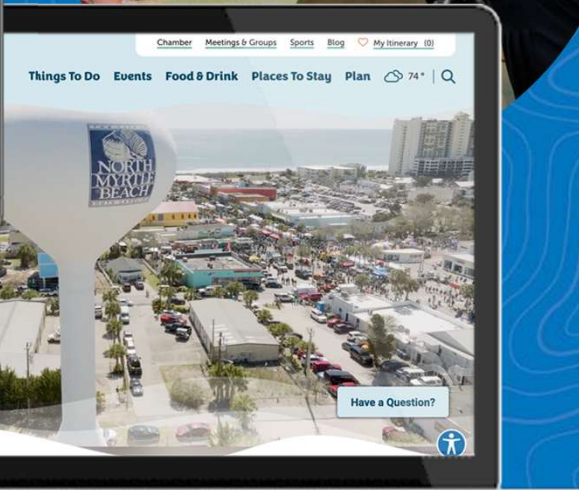 Chamber Meetings & Groups Sports Blog My Itinerary (0)
Things To Do Events Food & Drink Places To Stay Plan 74° |
NORTH
MYRTLE
BEACH
Have a Question?